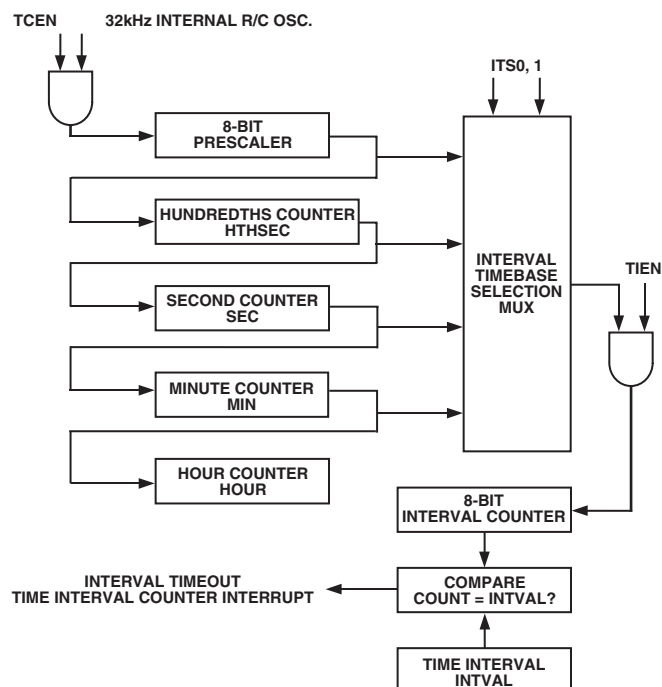 TCEN 32kHz INTERNAL R/C OSC.
ITS0, 1
8-BIT
PRESCALER
HUNDREDTHS COUNTER
HTHSEC
INTERVAL
TIMEBASE
SELECTION
MUX
TIEN
SECOND COUNTER
SEC
MINUTE COUNTER
MIN
HOUR COUNTER
HOUR
8-BIT
INTERVAL COUNTER
INTERVAL TIMEOUT
TIME INTERVAL COUNTER INTERRUPT
COMPARE
COUNT = INTVAL?
TIME INTERVAL
INTVAL